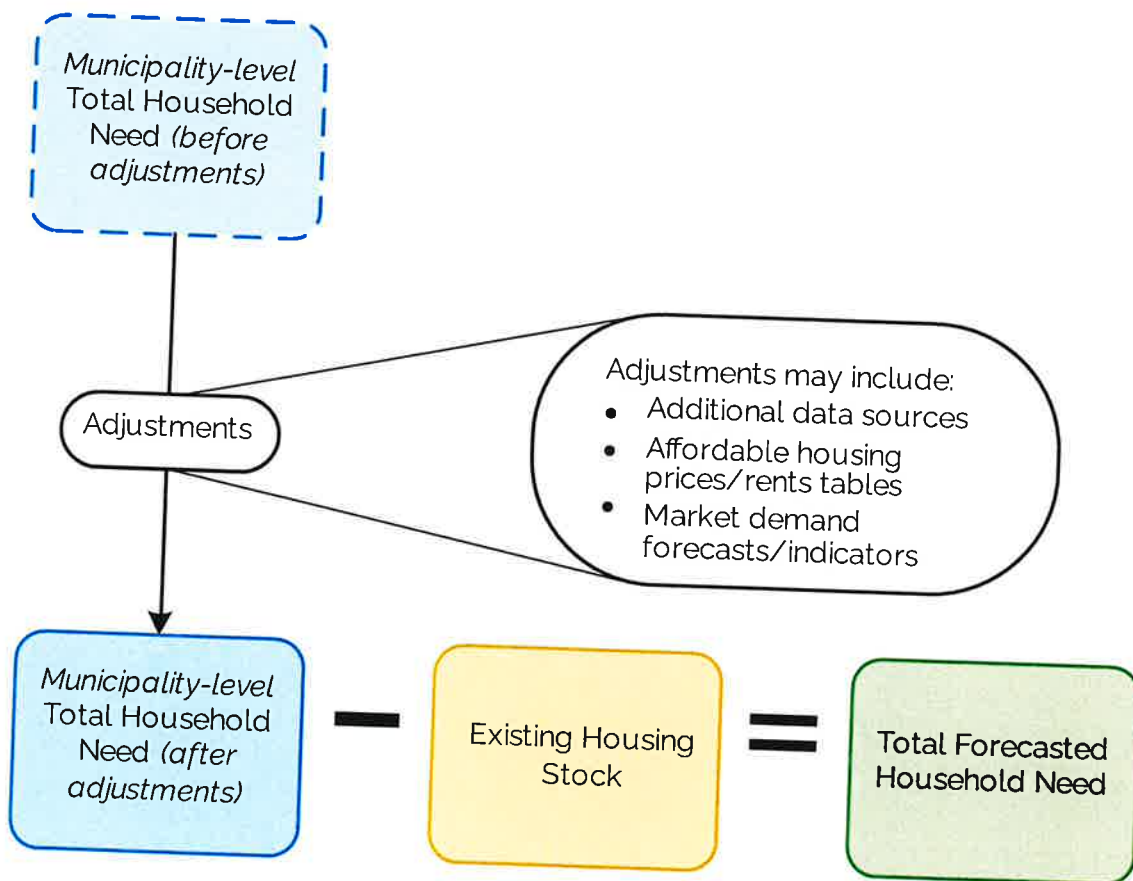 Municipality-level
Total Household
Need (before
adjustments)
Adjustments
Adjustments may include:
• Additional data sources
• Affordable housing
prices/rents tables
• Market demand
forecasts/indicators
Municipality-level
Total Household
Need (after
adjustments)
Existing Housing
Stock
Total Forecasted
Household Need